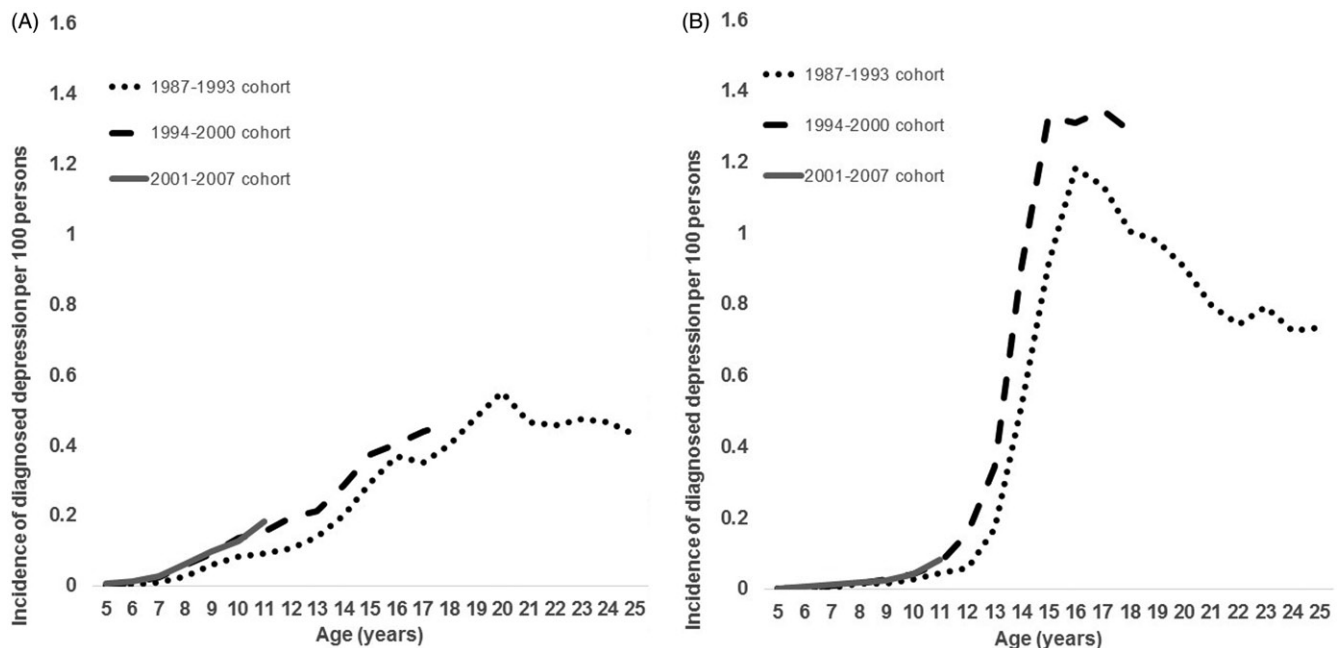 (A)
Incidence of diagnosed depression per 100 persons
1.6
1.4
1.2
1
0.8
0.6
0.4
0.2
0
1987-1993 cohort
1994-2000 cohort
2001-2007 cohort
5 6 7 8 9 10 11 12 13 14 15 16 17 18 19 20 21 22 23 24 25
Age (years)
(B)
Incidence of diagnosed depression per 100 persons
1.6
1.4
1.2
1
0.8
0.6
0.4
0.2
0
1987-1993 cohort
1994-2000 cohort
2001-2007 cohort
5 6 7 8 9 10 11 12 13 14 15 16 17 18 19 20 21 22 23 24 25
Age (years)